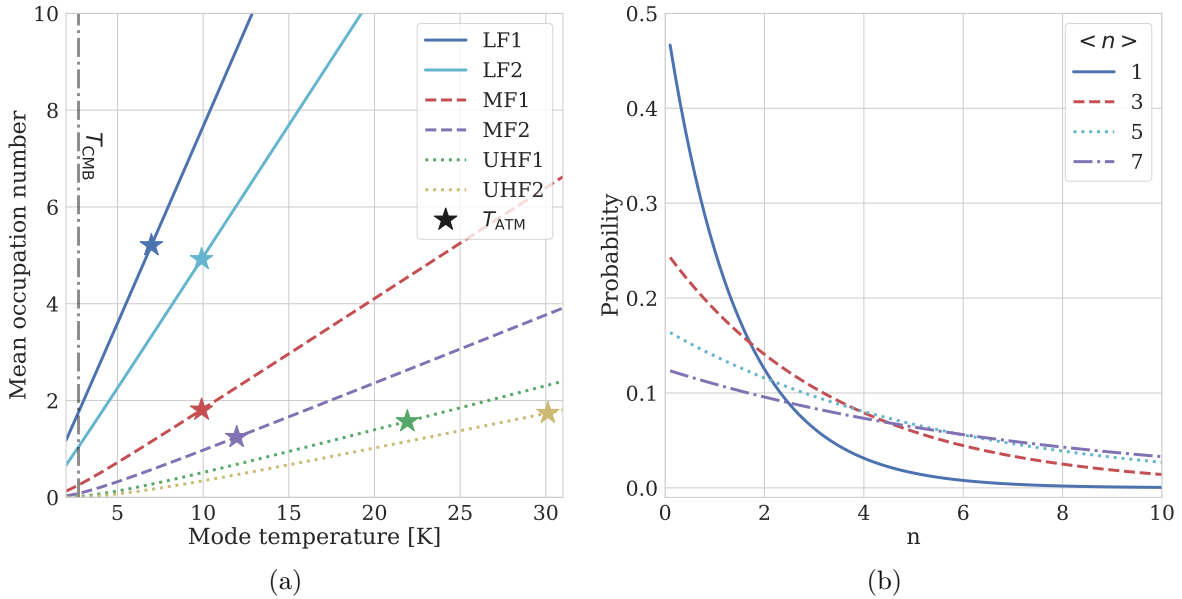 10
8
6
4
2
0
Mean occupation number
T_CMB
LF1
LF2
MF1
MF2
UHF1
UHF2
T_ATM
5
10
15
20
25
30
Mode temperature [K]
(a)
0.5
0.4
0.3
0.2
0.1
0.0
Probability
< n >
1
3
5
7
0
2
4
6
8
10
n
(b)